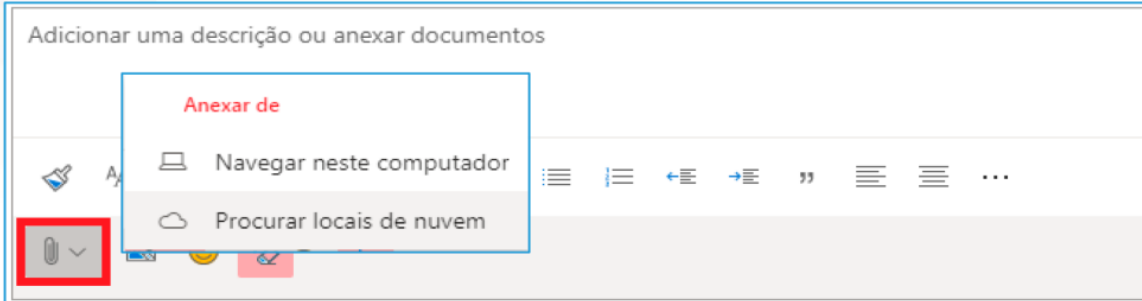 Adicionar uma descrição ou anexar documentos
Anexar de
Navegar neste computador
Procurar locais de nuvem